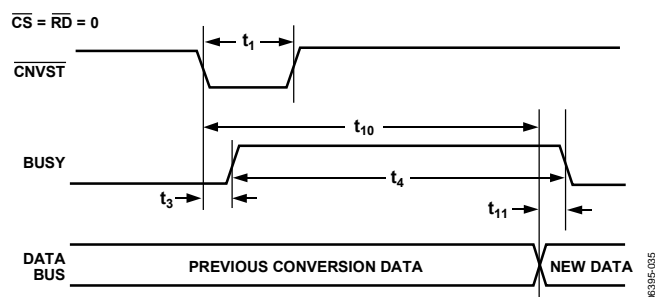 CS = RD = 0
t1
CNVST
t10
BUSY
t4
t3
t11
DATA
BUS
PREVIOUS CONVERSION DATA
NEW DATA
06395-035